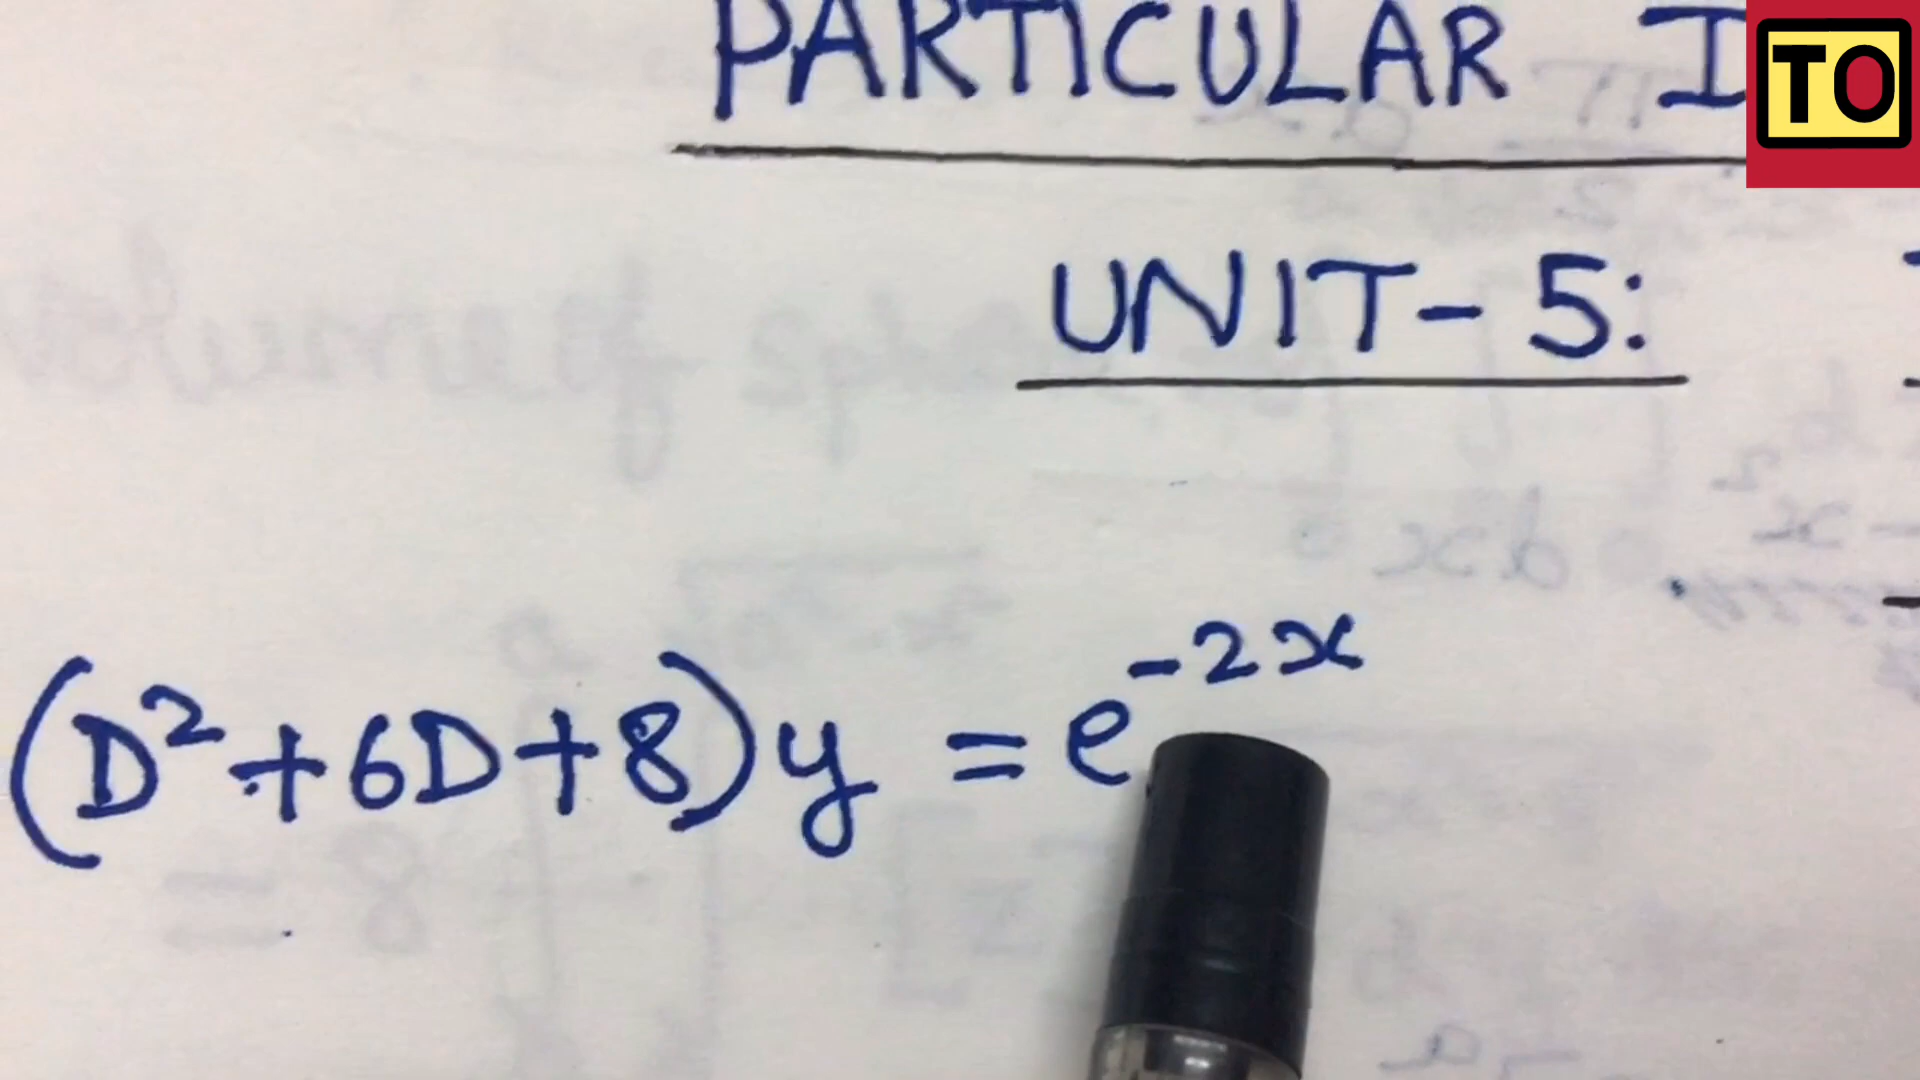 PARTICULAR I
TO
UNIT-5:
(D²+6D+8)y = e⁻²ˣ